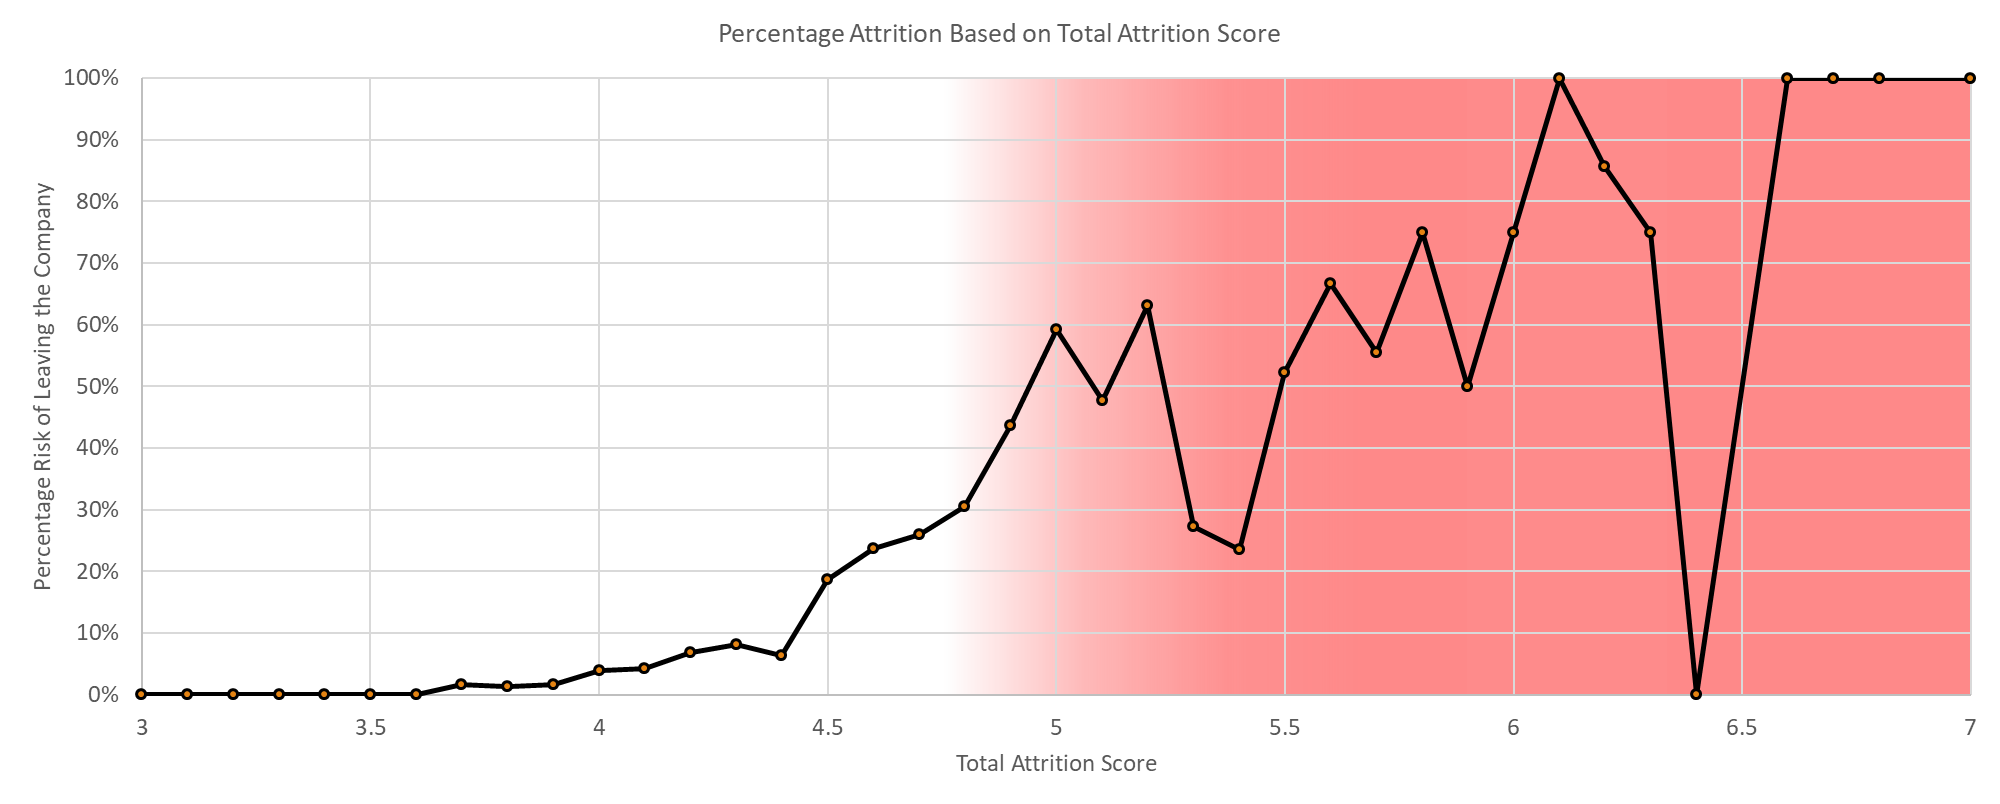 Percentage Attrition Based on Total Attrition Score
Percentage Risk of Leaving the Company
100%
90%
80%
70%
60%
50%
40%
30%
20%
10%
0%
3 3.5 4 4.5 5 5.5 6 6.5 7
Total Attrition Score